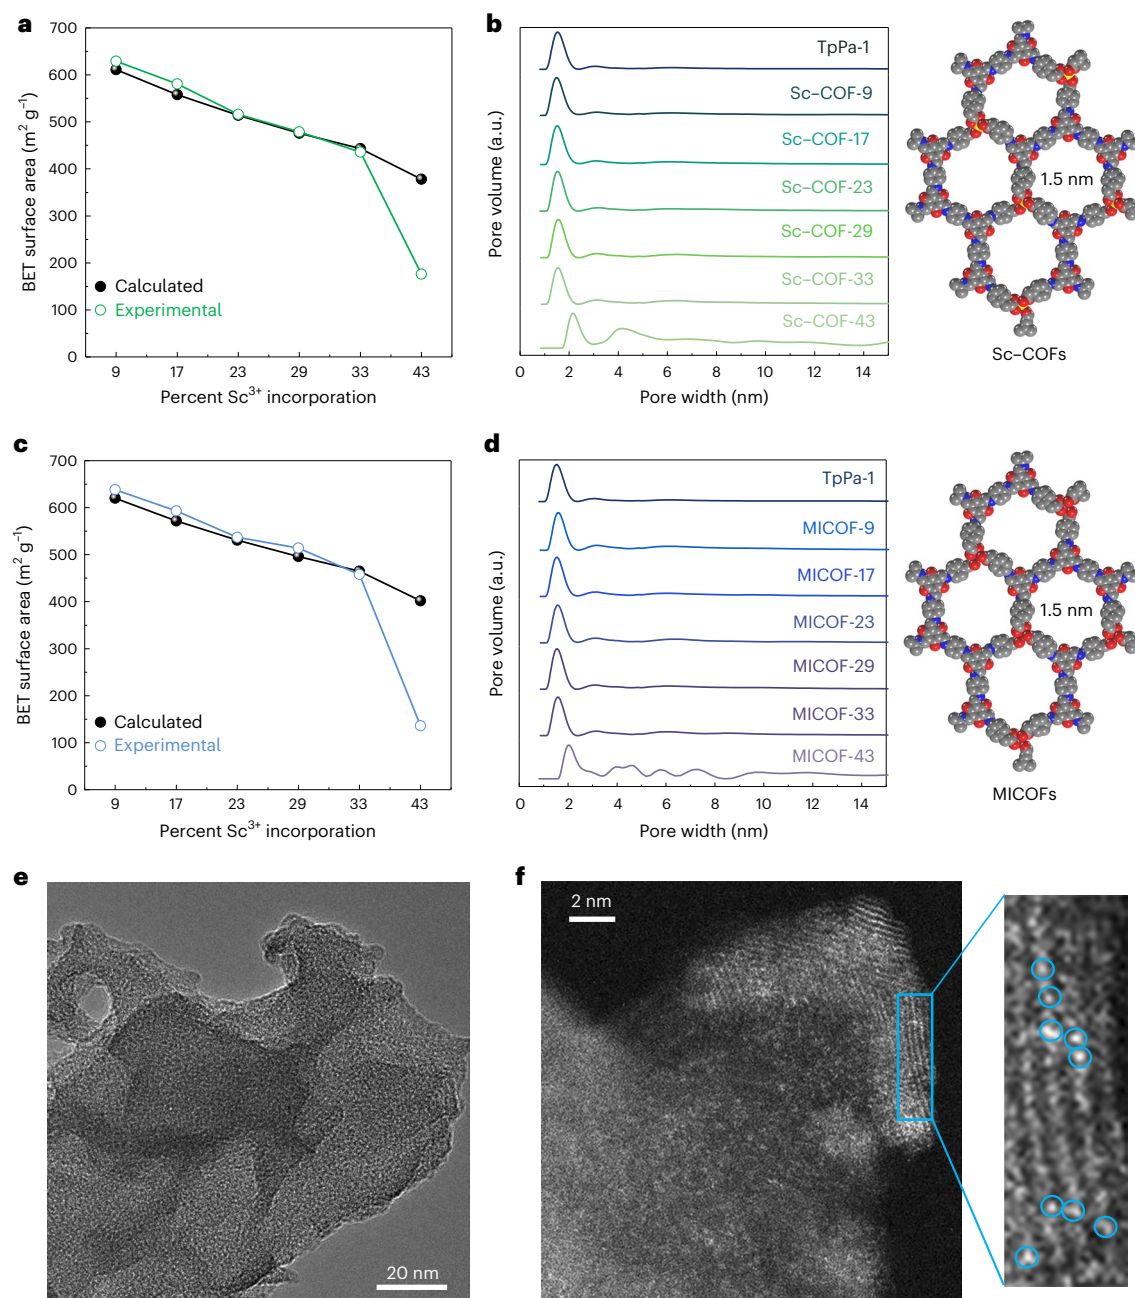 a
700
600
500
400
300
200
100
0
BET surface area (m² g⁻¹)
Calculated
Experimental
9 17 23 29 33 43
Percent Sc³⁺ incorporation
b
Pore volume (a.u.)
TpPa-1
Sc–COF-9
Sc–COF-17
Sc–COF-23
Sc–COF-29
Sc–COF-33
Sc–COF-43
0 2 4 6 8 10 12 14
Pore width (nm)
1.5 nm
Sc–COFs
c
700
600
500
400
300
200
100
0
BET surface area (m² g⁻¹)
Calculated
Experimental
9 17 23 29 33 43
Percent Sc³⁺ incorporation
d
Pore volume (a.u.)
TpPa-1
MICOF-9
MICOF-17
MICOF-23
MICOF-29
MICOF-33
MICOF-43
0 2 4 6 8 10 12 14
Pore width (nm)
1.5 nm
MICOFs
e
20 nm
f
2 nm